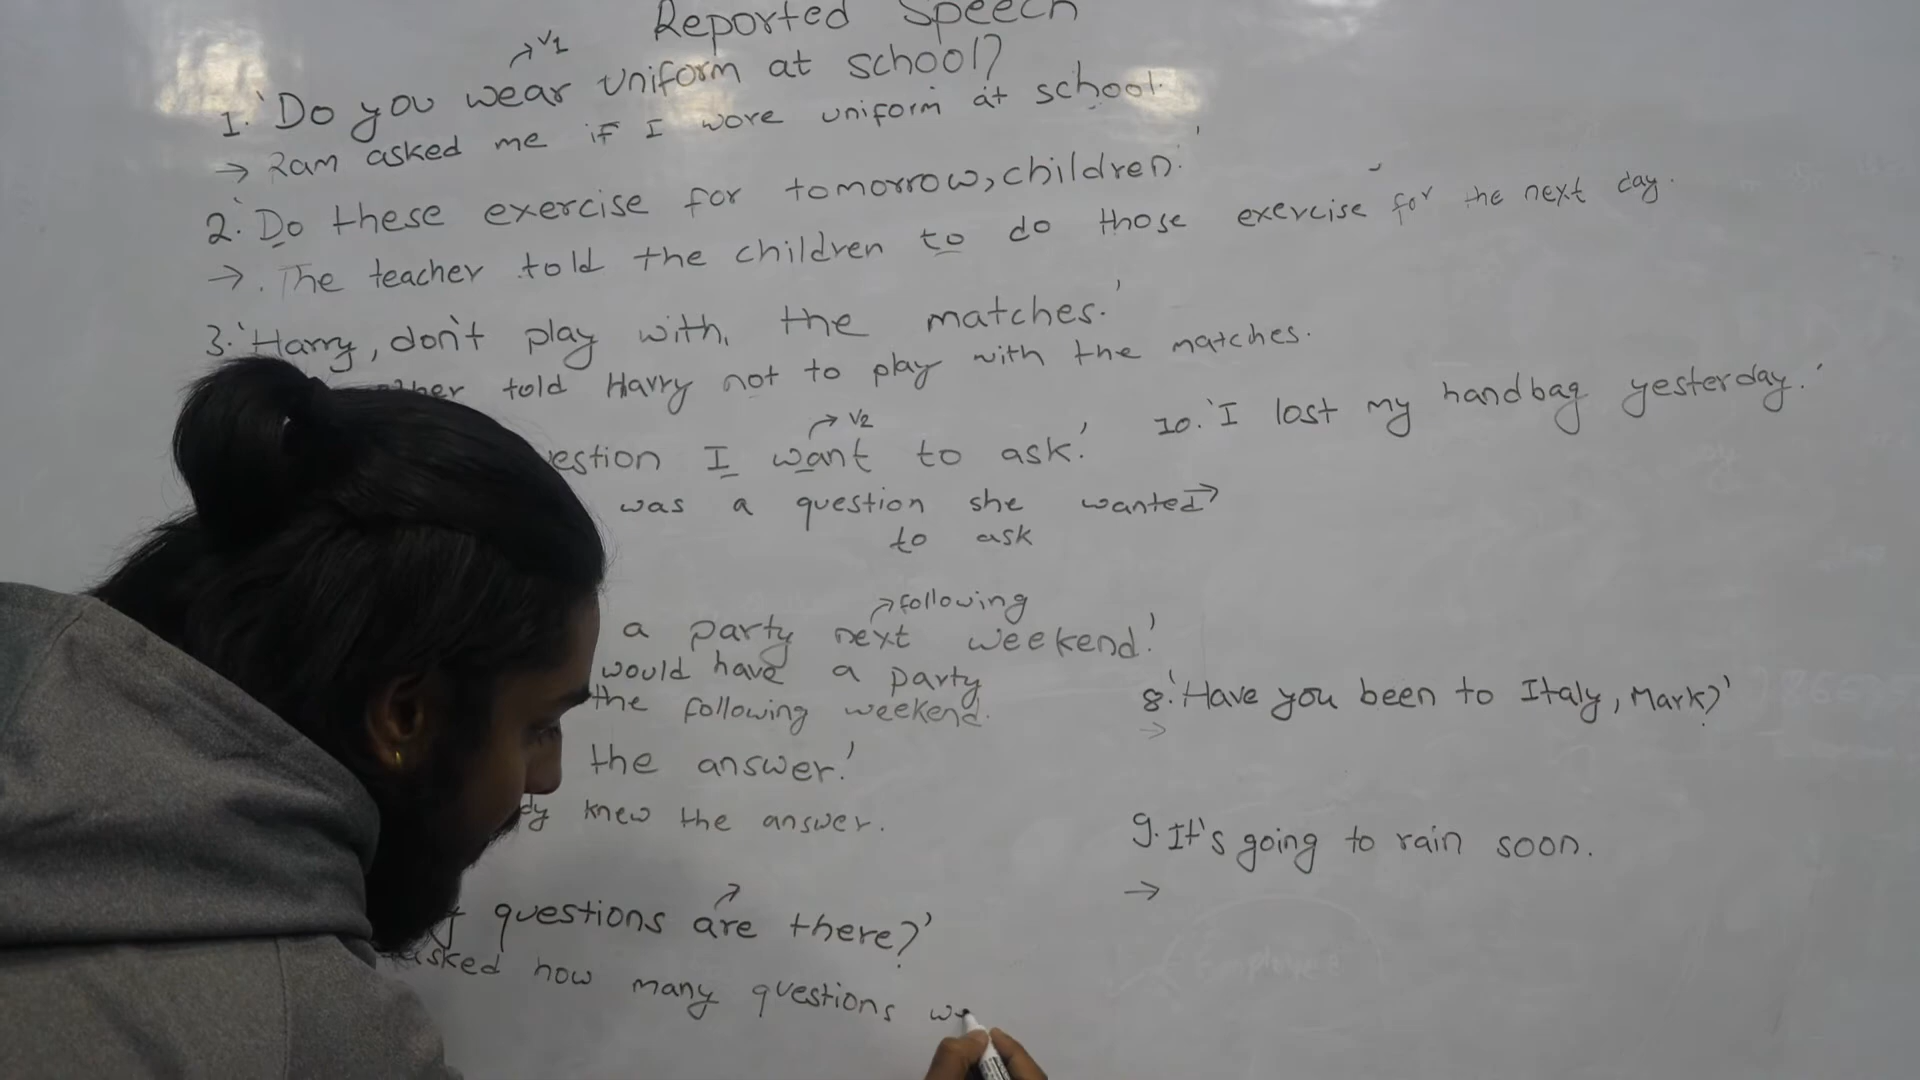 Reported Speech
→ V1
1. 'Do you wear uniform at school?
→ Ram asked me if I wore uniform at school.
2. 'Do these exercise for tomorrow, children.'
→ . The teacher told the children to do those exercise for the next day.
3. 'Harry, don't play with the matches.'
told Harry not to play with the matches.
→ V2
I want to ask.'
was a question she wanted →
to ask
→ following
a party next weekend.'
would have a party
the following weekend.
the answer.'
knew the answer.
questions are there?'
asked how many questions
10. 'I lost my handbag yesterday.'
8. 'Have you been to Italy, Mark?'
→
9. It's going to rain soon.
→